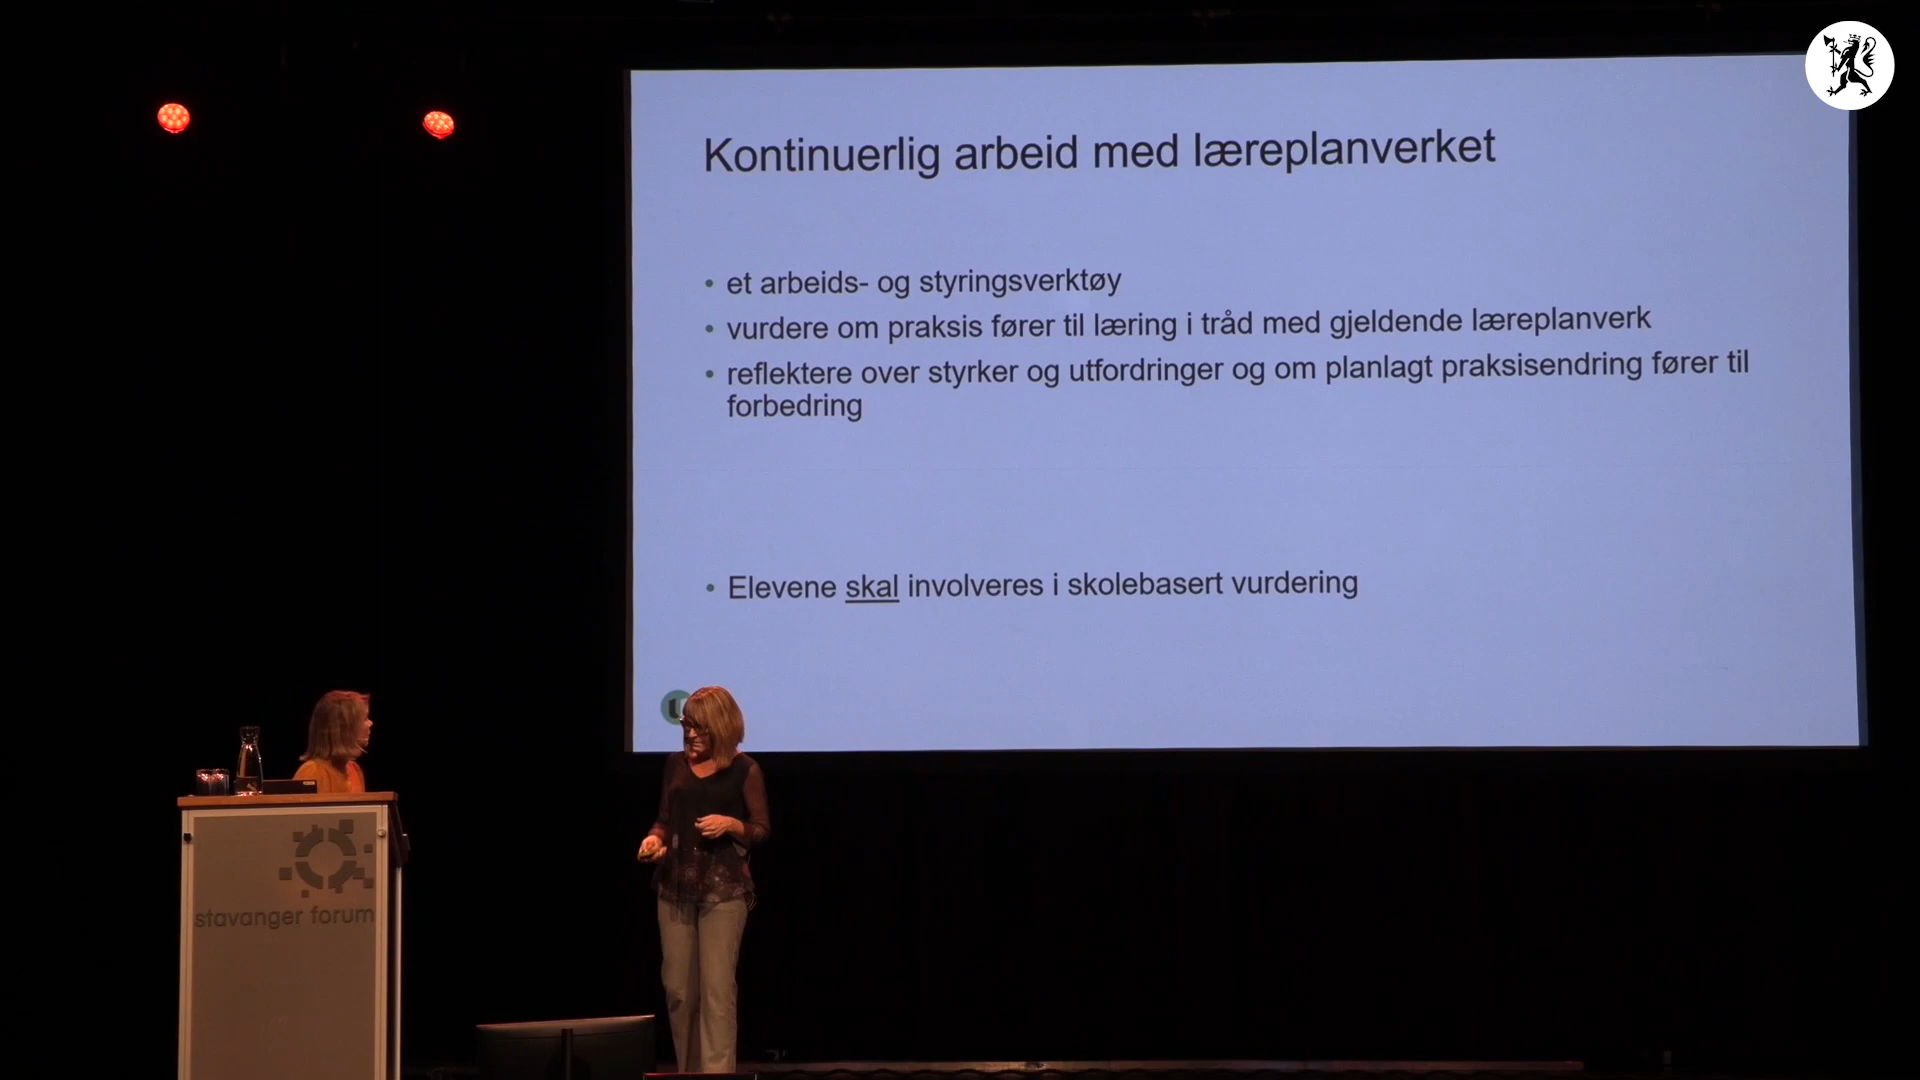 Kontinuerlig arbeid med læreplanverket
• et arbeids- og styringsverktøy
• vurdere om praksis fører til læring i tråd med gjeldende læreplanverk
• reflektere over styrker og utfordringer og om planlagt praksisendring fører til
forbedring
• Elevene skal involveres i skolebasert vurdering
stavanger forum